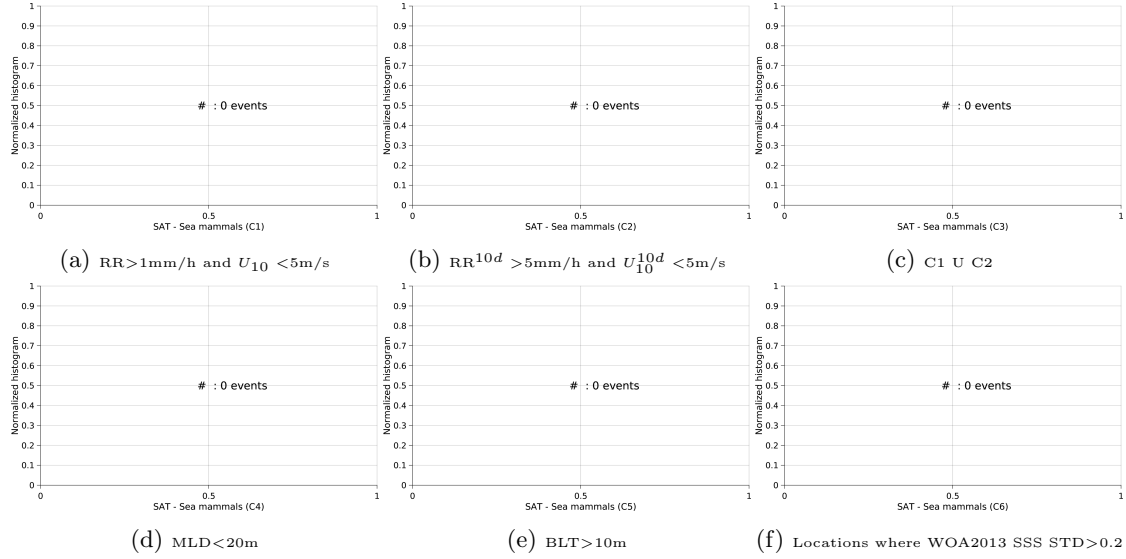 1
0.9
0.8
0.7
0.6
0.5
0.4
0.3
0.2
0.1
0
Normalized histogram
# : 0 events
0 0.5 1
SAT - Sea mammals (C1)
(a) RR>1mm/h and U10 <5m/s
1
0.9
0.8
0.7
0.6
0.5
0.4
0.3
0.2
0.1
0
Normalized histogram
# : 0 events
0 0.5 1
SAT - Sea mammals (C2)
(b) RR10d >5mm/h and U10d10 <5m/s
1
0.9
0.8
0.7
0.6
0.5
0.4
0.3
0.2
0.1
0
Normalized histogram
# : 0 events
0 0.5 1
SAT - Sea mammals (C3)
(c) C1 U C2
1
0.9
0.8
0.7
0.6
0.5
0.4
0.3
0.2
0.1
0
Normalized histogram
# : 0 events
0 0.5 1
SAT - Sea mammals (C4)
(d) MLD<20m
1
0.9
0.8
0.7
0.6
0.5
0.4
0.3
0.2
0.1
0
Normalized histogram
# : 0 events
0 0.5 1
SAT - Sea mammals (C5)
(e) BLT>10m
1
0.9
0.8
0.7
0.6
0.5
0.4
0.3
0.2
0.1
0
Normalized histogram
# : 0 events
0 0.5 1
SAT - Sea mammals (C6)
(f) Locations where WOA2013 SSS STD>0.2